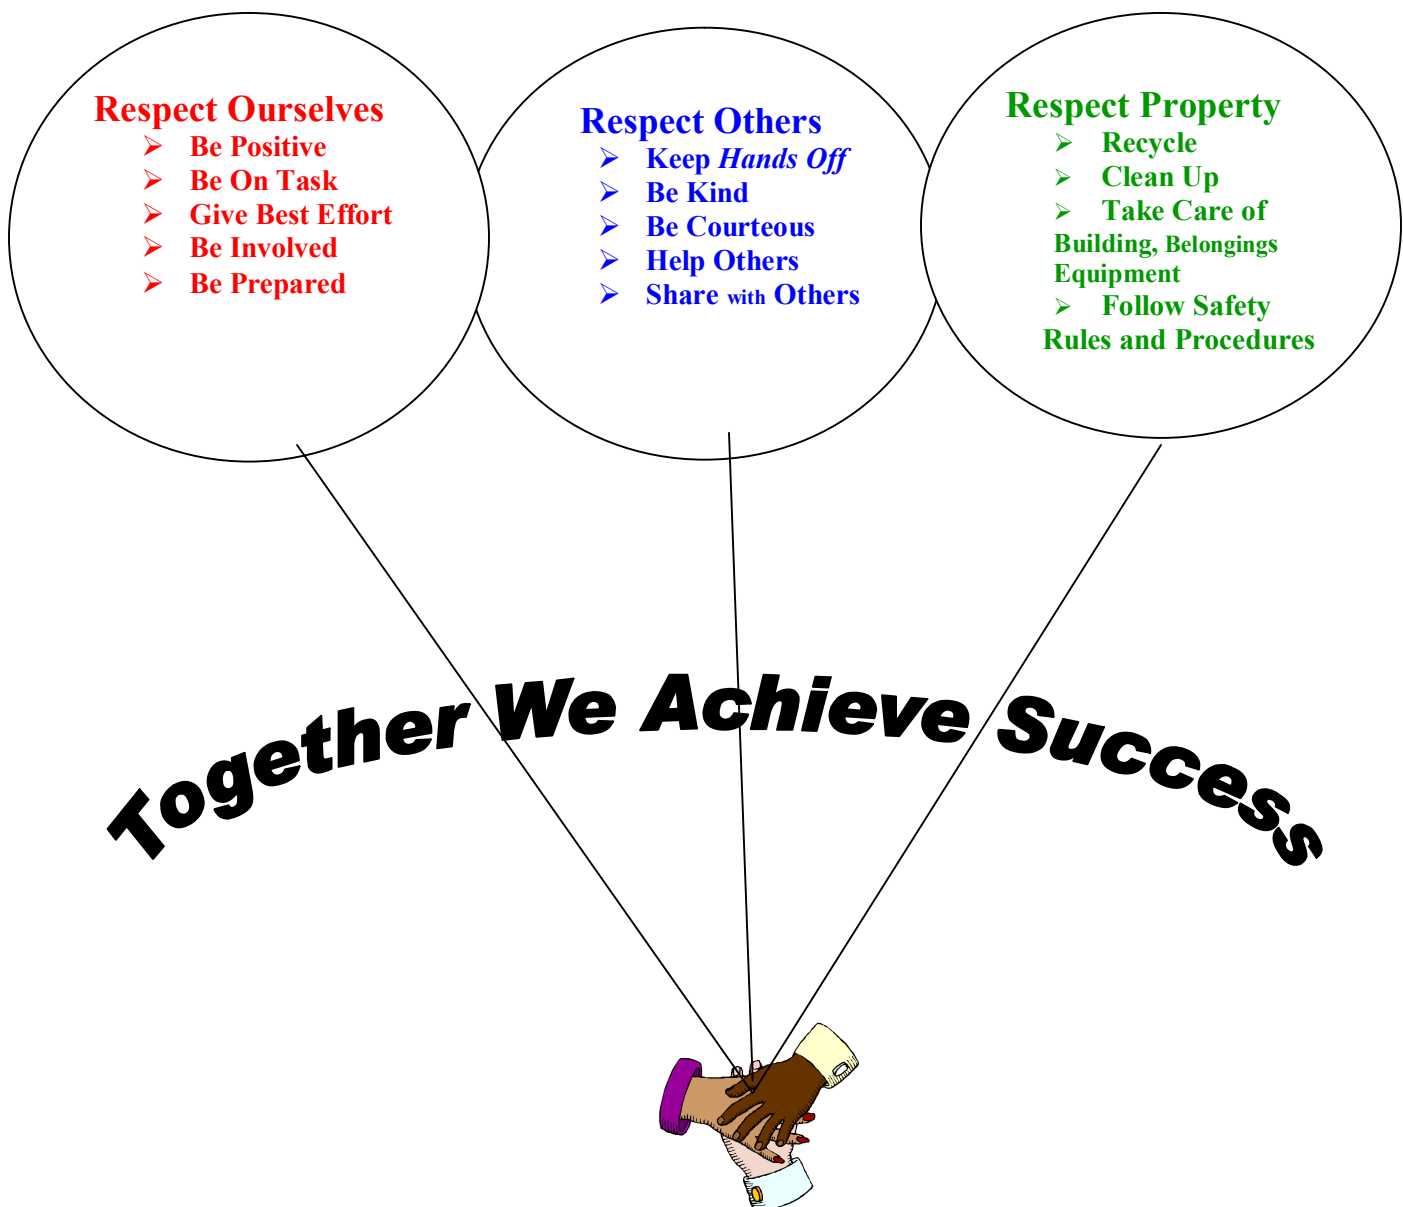 Respect Ourselves
➢ Be Positive
➢ Be On Task
➢ Give Best Effort
➢ Be Involved
➢ Be Prepared
Respect Others
➢ Keep Hands Off
➢ Be Kind
➢ Be Courteous
➢ Help Others
➢ Share with Others
Respect Property
➢ Recycle
➢ Clean Up
➢ Take Care of
Building, Belongings
Equipment
➢ Follow Safety
Rules and Procedures
Together We Achieve Success